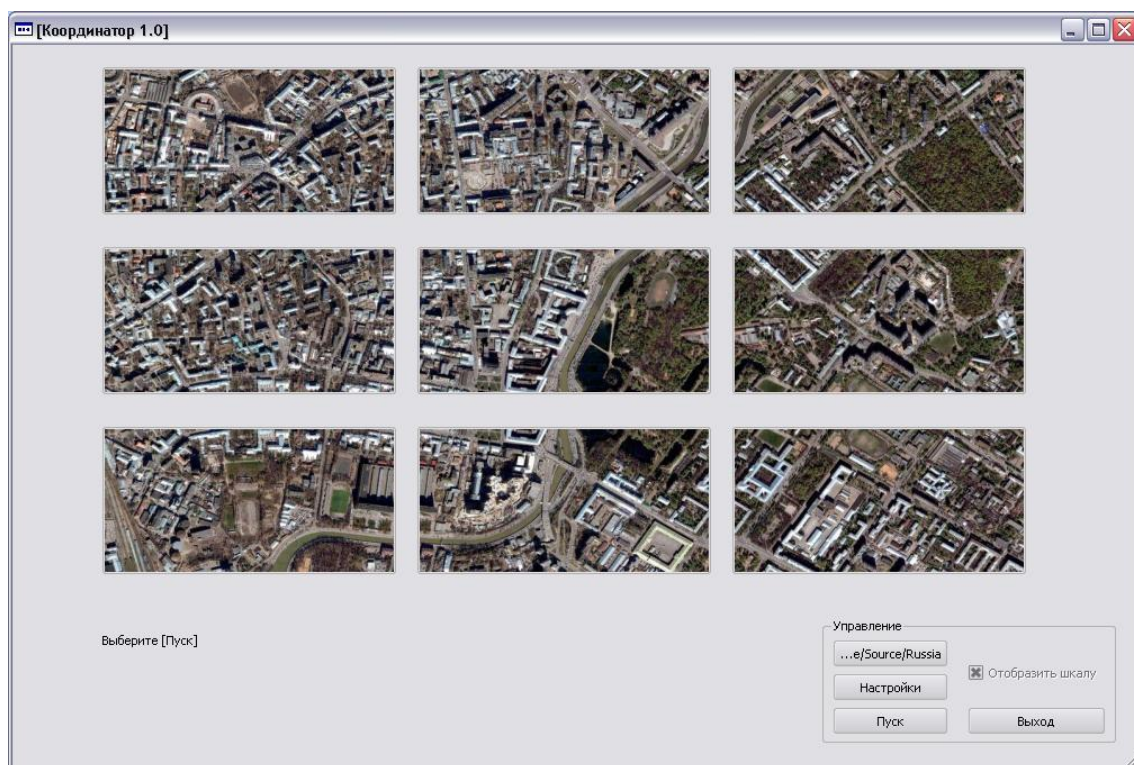 [Координатор 1.0]
Выберите [Пуск]
Управление
...e/Source/Russia
Отобразить шкалу
Настройки
Пуск
Выход